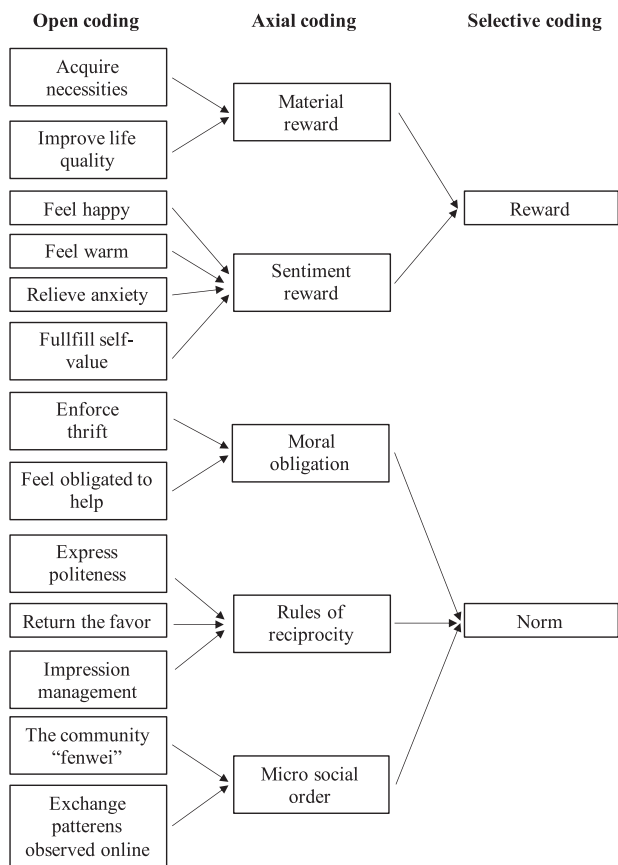 Open coding
Axial coding
Selective coding
Acquire
necessities
Improve life
quality
Feel happy
Feel warm
Relieve anxiety
Fullfill self-
value
Enforce
thrift
Feel obligated to
help
Express
politeness
Return the favor
Impression
management
The community
“fenwei”
Exchange
patterens
observed online
Material
reward
Sentiment
reward
Moral
obligation
Rules of
reciprocity
Micro social
order
Reward
Norm